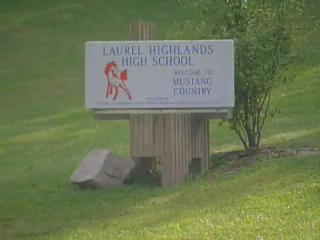 LAUREL HIGHLANDS
HIGH SCHOOL
WELCOME TO
MUSTANG
COUNTRY